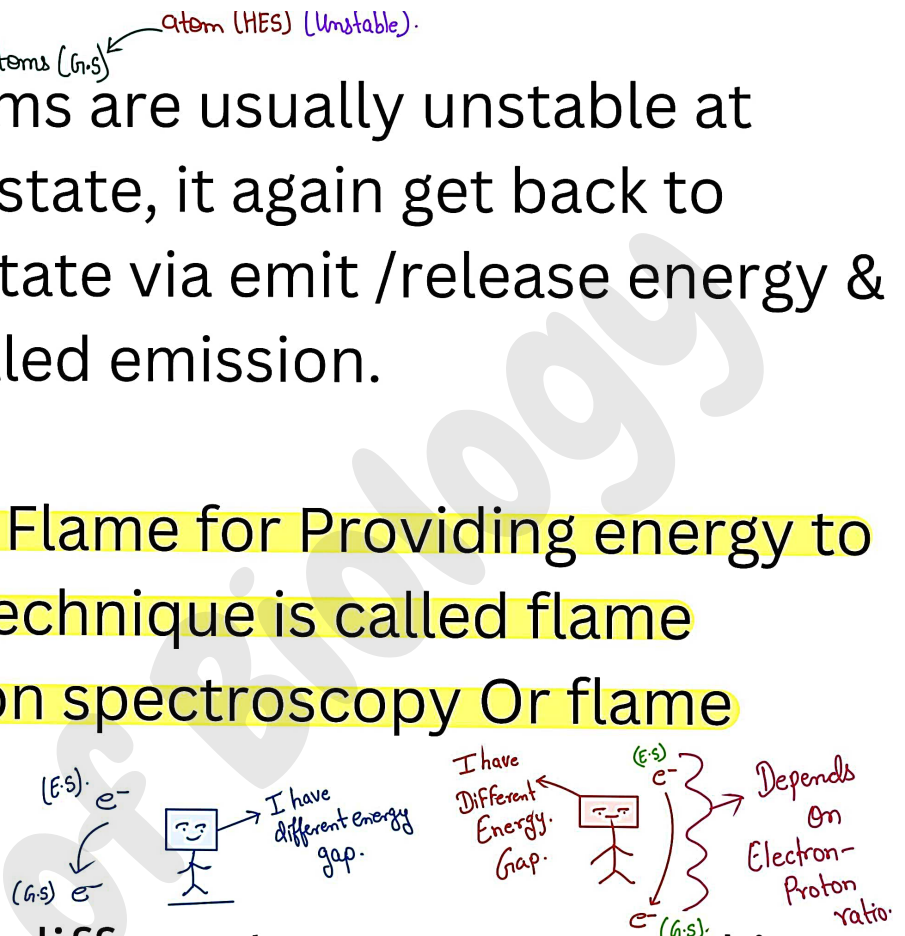 atom (HES) (Unstable).
toms (G.S)
ms are usually unstable at
state, it again get back to
tate via emit /release energy &
lled emission.
Flame for Providing energy to
echnique is called flame
on spectroscopy Or flame
(E.S). e-
(G.S) e-
I have
different energy
gap.
I have
Different
Energy.
Gap.
(E.S)
e-
e- (G.S).
Depends
on
Electron-
Proton
ratio.
of Biology